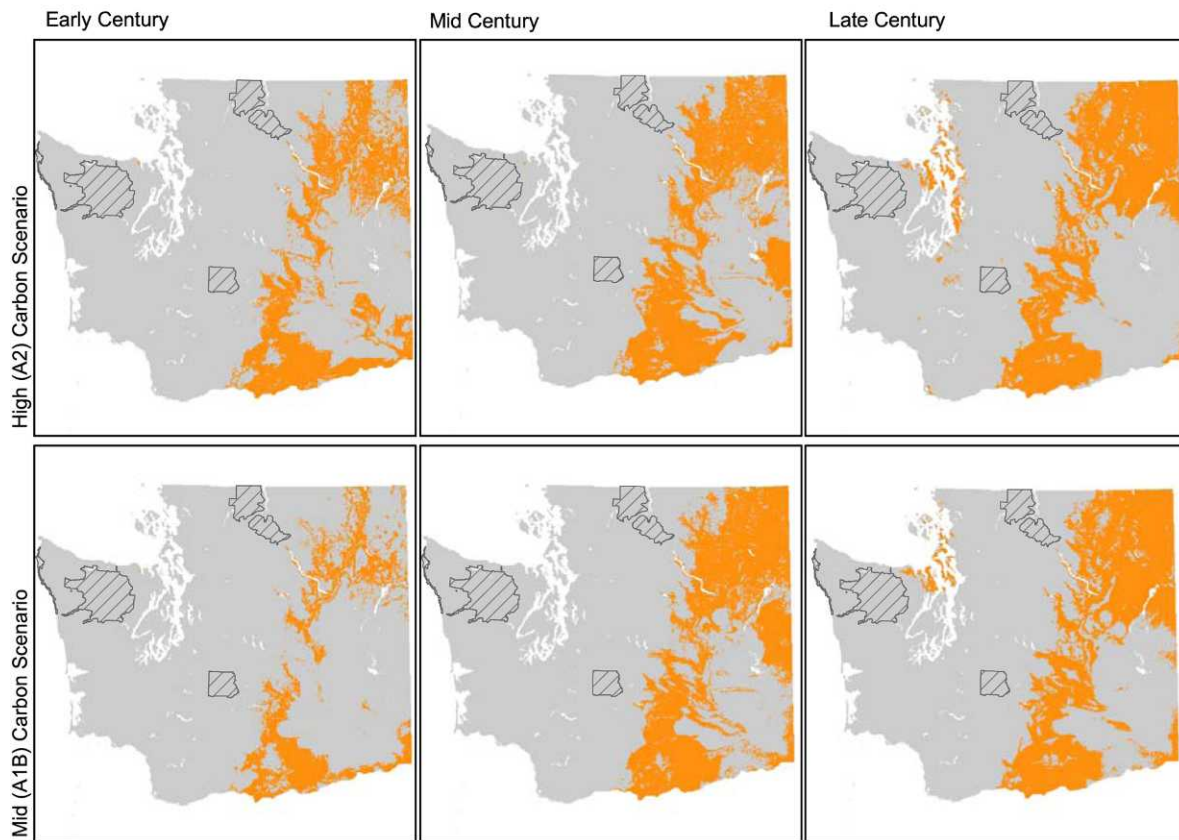 Early Century
Mid Century
Late Century
High (A2) Carbon Scenario
Mid (A1B) Carbon Scenario